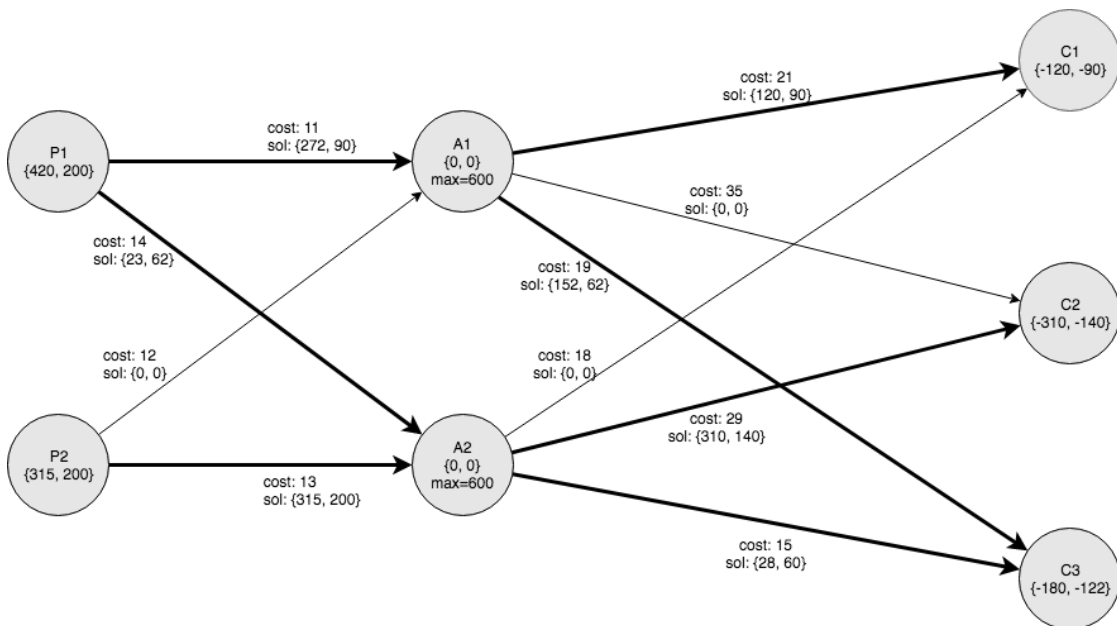 C1
{-120, -90}
cost: 21
sol: {120, 90}
cost: 11
sol: {272, 90}
P1
{420, 200}
A1
{0, 0}
max=600
cost: 35
sol: {0, 0}
cost: 14
sol: {23, 62}
cost: 19
sol: {152, 62}
C2
{-310, -140}
cost: 12
sol: {0, 0}
cost: 18
sol: {0, 0}
cost: 29
sol: {310, 140}
P2
{315, 200}
A2
{0, 0}
max=600
cost: 13
sol: {315, 200}
cost: 15
sol: {28, 60}
C3
{-180, -122}